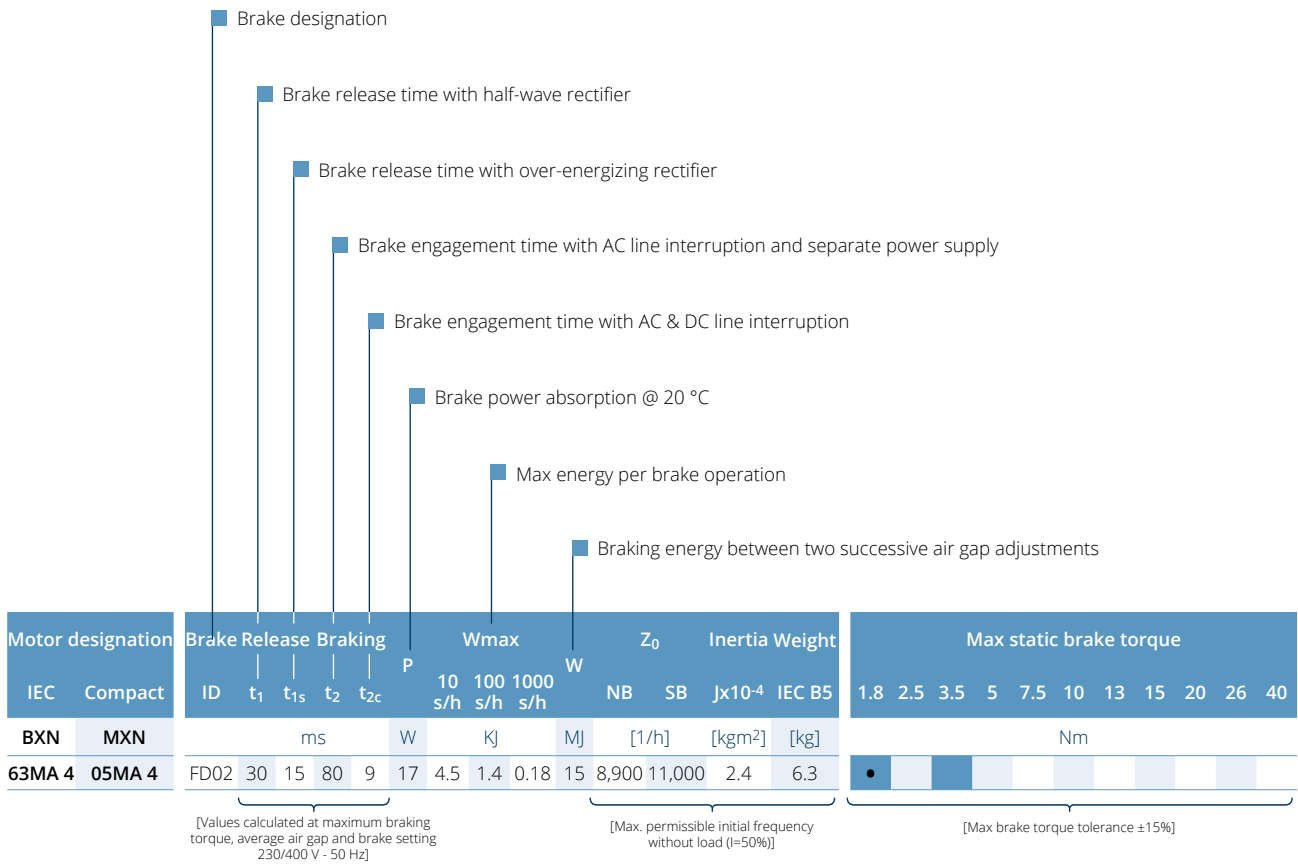 Brake designation
Brake release time with half-wave rectifier
Brake release time with over-energizing rectifier
Brake engagement time with AC line interruption and separate power supply
Brake engagement time with AC & DC line interruption
Brake power absorption @ 20 °C
Max energy per brake operation
Braking energy between two successive air gap adjustments
Motor designation Brake Release Braking P Wmax W Z0 Inertia Weight Max static brake torque
IEC Compact ID t1 t1s t2 t2c 10 s/h 100 s/h 1000 s/h NB SB Jx10-4 IEC B5 1.8 2.5 3.5 5 7.5 10 13 15 20 26 40
BXN MXN ms W KJ MJ [1/h] [kgm2] [kg] Nm
63MA 4 05MA 4 FD02 30 15 80 9 17 4.5 1.4 0.18 15 8,900 11,000 2.4 6.3 •
[Values calculated at maximum braking
torque, average air gap and brake setting
230/400 V - 50 Hz]
[Max. permissible initial frequency
without load (I=50%)]
[Max brake torque tolerance ±15%]